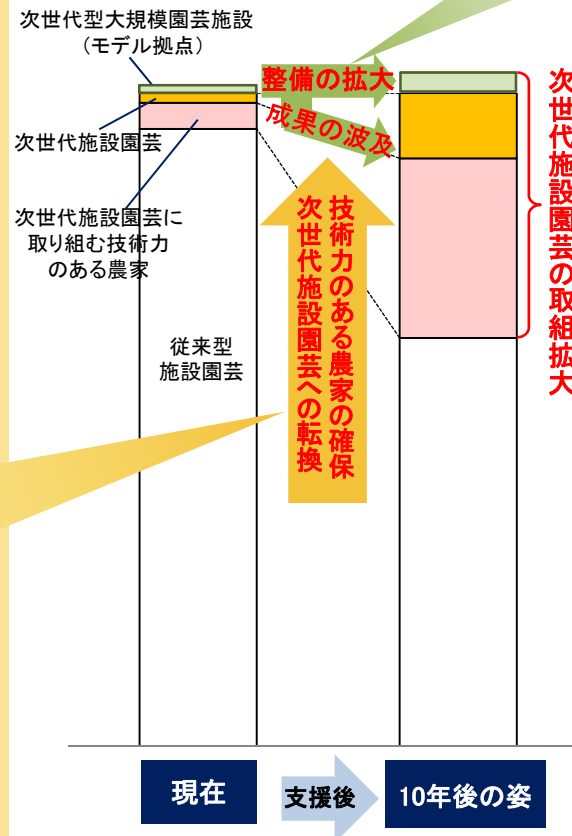 次世代型大規模園芸施設
（モデル拠点）
次世代施設園芸
次世代施設園芸に
取り組む技術力
のある農家
従来型
施設園芸
整備の拡大
成果の波及
技術力のある農家の確保
次世代施設園芸への転換
次世代施設園芸の取組拡大
現在
支援後
10年後の姿